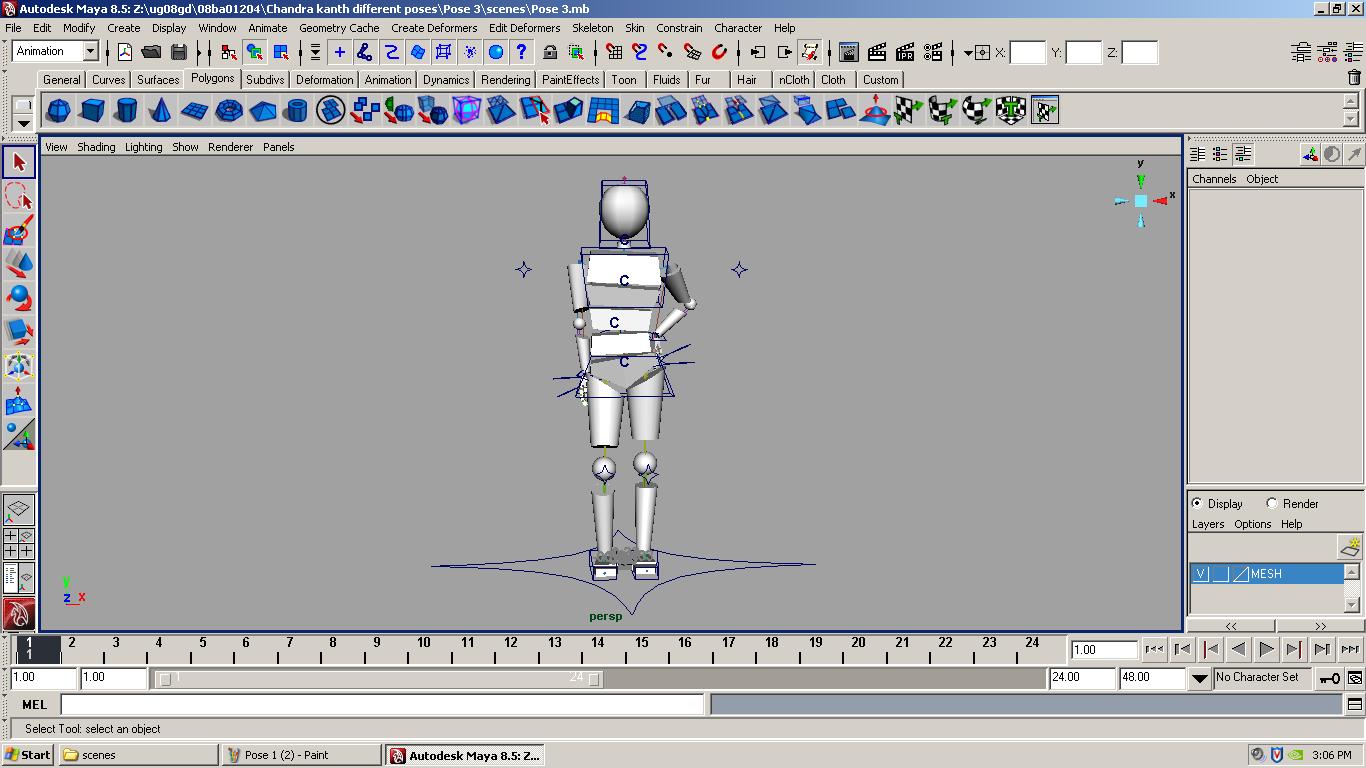 Autodesk Maya 8.5: Z:\ug08gd\08ba01204\Chandra kanth different poses\Pose 3\scenes\Pose 3.mb
File Edit Modify Create Display Window Animate Geometry Cache Create Deformers Edit Deformers Skeleton Skin Constrain Character Help
Animation X: Y: Z:
General Curves Surfaces Polygons Subdivs Deformation Animation Dynamics Rendering PaintEffects Toon Fluids Fur Hair nCloth Cloth Custom
View Shading Lighting Show Renderer Panels
Channels Object
y
x
C
C
C
C
Display Render
Layers Options Help
V MESH
y
z x
persp
<< >>
1 2 3 4 5 6 7 8 9 10 11 12 13 14 15 16 17 18 19 20 21 22 23 24
1 1.00
1.00 1.00 1 24 24.00 48.00 No Character Set
MEL
Select Tool: select an object
Start scenes Pose 1 (2) - Paint Autodesk Maya 8.5: Z... 3:06 PM